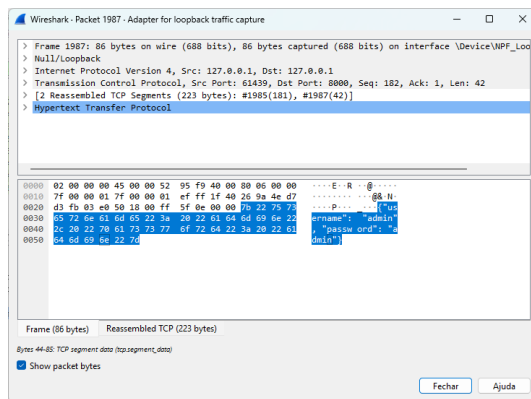 Wireshark · Packet 1987 · Adapter for loopback traffic capture
> Frame 1987: 86 bytes on wire (688 bits), 86 bytes captured (688 bits) on interface \Device\NPF_Loo
> Null/Loopback
> Internet Protocol Version 4, Src: 127.0.0.1, Dst: 127.0.0.1
> Transmission Control Protocol, Src Port: 61439, Dst Port: 8000, Seq: 182, Ack: 1, Len: 42
> [2 Reassembled TCP Segments (223 bytes): #1985(181), #1987(42)]
> Hypertext Transfer Protocol
0000 02 00 00 00 45 00 00 52 95 f9 40 00 80 06 00 00 ····E··R ··@·····
0010 7f 00 00 01 7f 00 00 01 ef ff 1f 40 26 9a 4e d7 ········ ···@&·N·
0020 d3 fb 03 e0 50 18 00 ff 5f 0e 00 00 7b 22 75 73 ····P··· _···{"us
0030 65 72 6e 61 6d 65 22 3a 20 22 61 64 6d 69 6e 22 ername": "admin"
0040 2c 20 22 70 61 73 73 77 6f 72 64 22 3a 20 22 61 , "passw ord": "a
0050 64 6d 69 6e 22 7d dmin"}
Frame (86 bytes) Reassembled TCP (223 bytes)
Bytes 44-85: TCP segment data (tcp.segment_data)
Show packet bytes
Fechar Ajuda